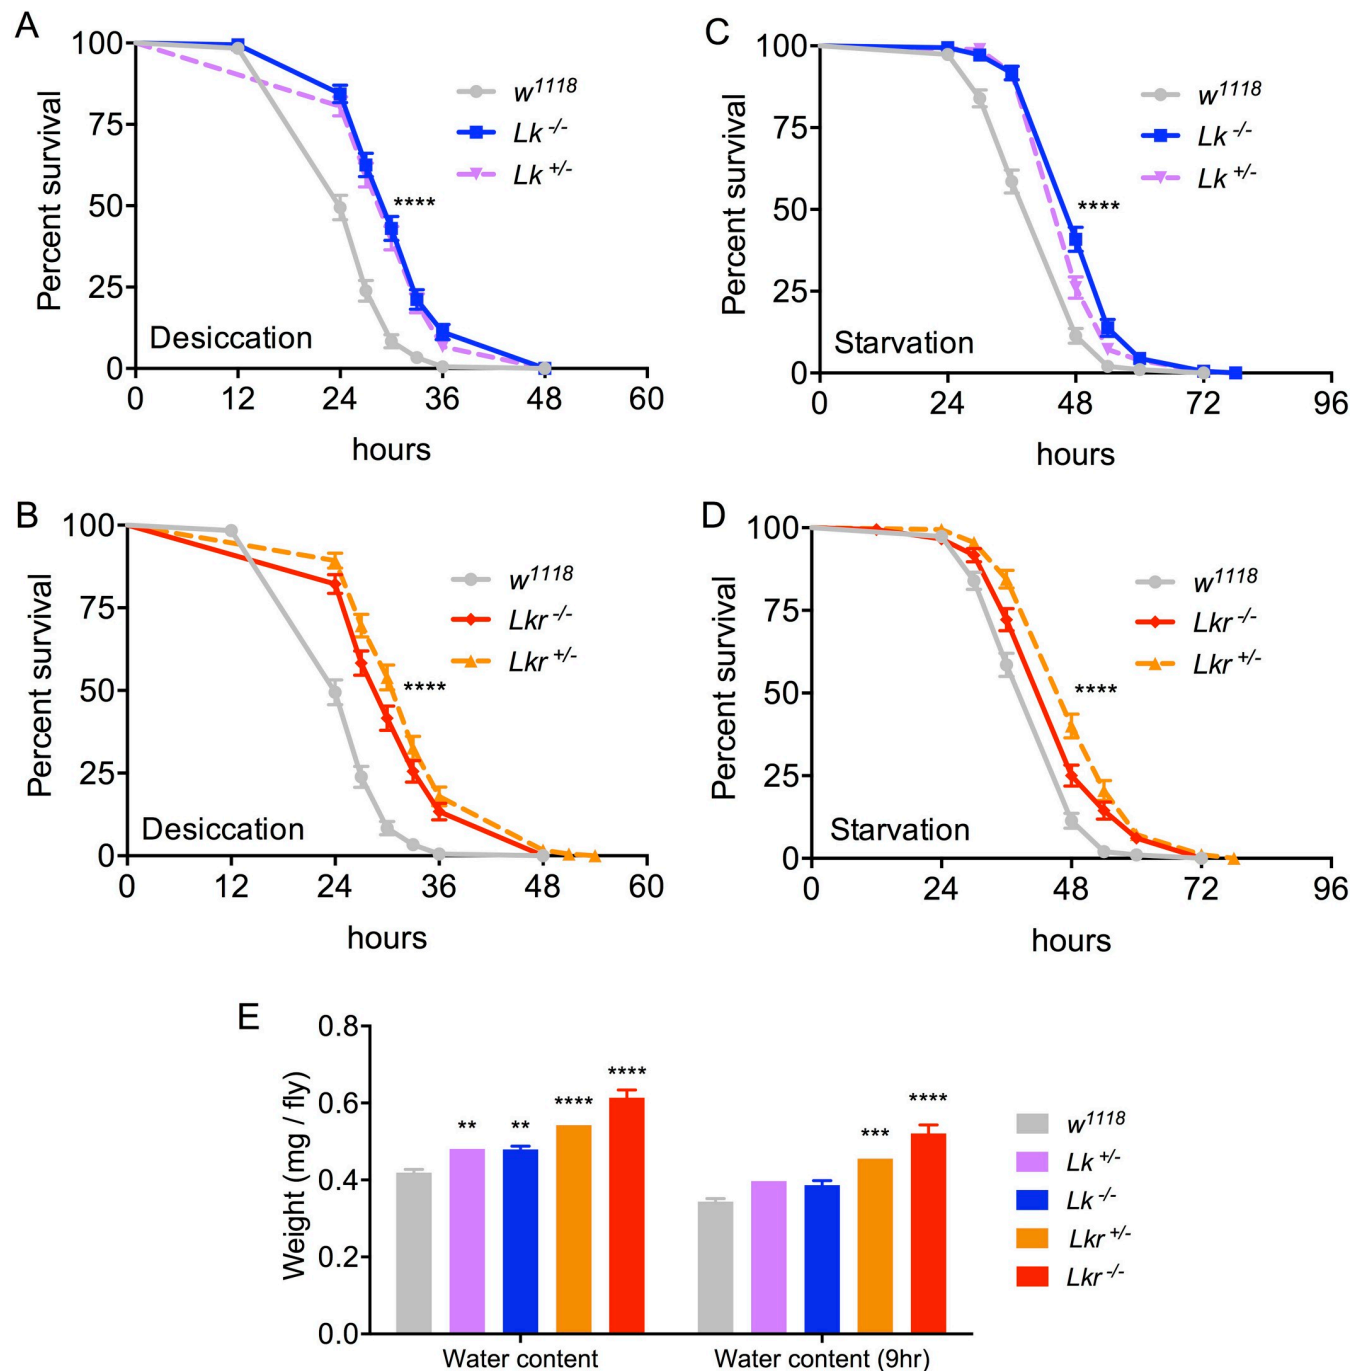 A
100
75
50
25
0
Percent survival
w1118
Lk -/-
Lk +/-
****
Desiccation
0 12 24 36 48 60
hours
C
100
75
50
25
0
Percent survival
w1118
Lk -/-
Lk +/-
****
Starvation
0 24 48 72 96
hours
B
100
75
50
25
0
Percent survival
w1118
Lkr -/-
Lkr +/-
****
Desiccation
0 12 24 36 48 60
hours
D
100
75
50
25
0
Percent survival
w1118
Lkr -/-
Lkr +/-
****
Starvation
0 24 48 72 96
hours
E
0.8
0.6
0.4
0.2
0.0
Weight (mg / fly)
** ** **** ****
*** ****
Water content Water content (9hr)
w1118
Lk +/-
Lk -/-
Lkr +/-
Lkr -/-